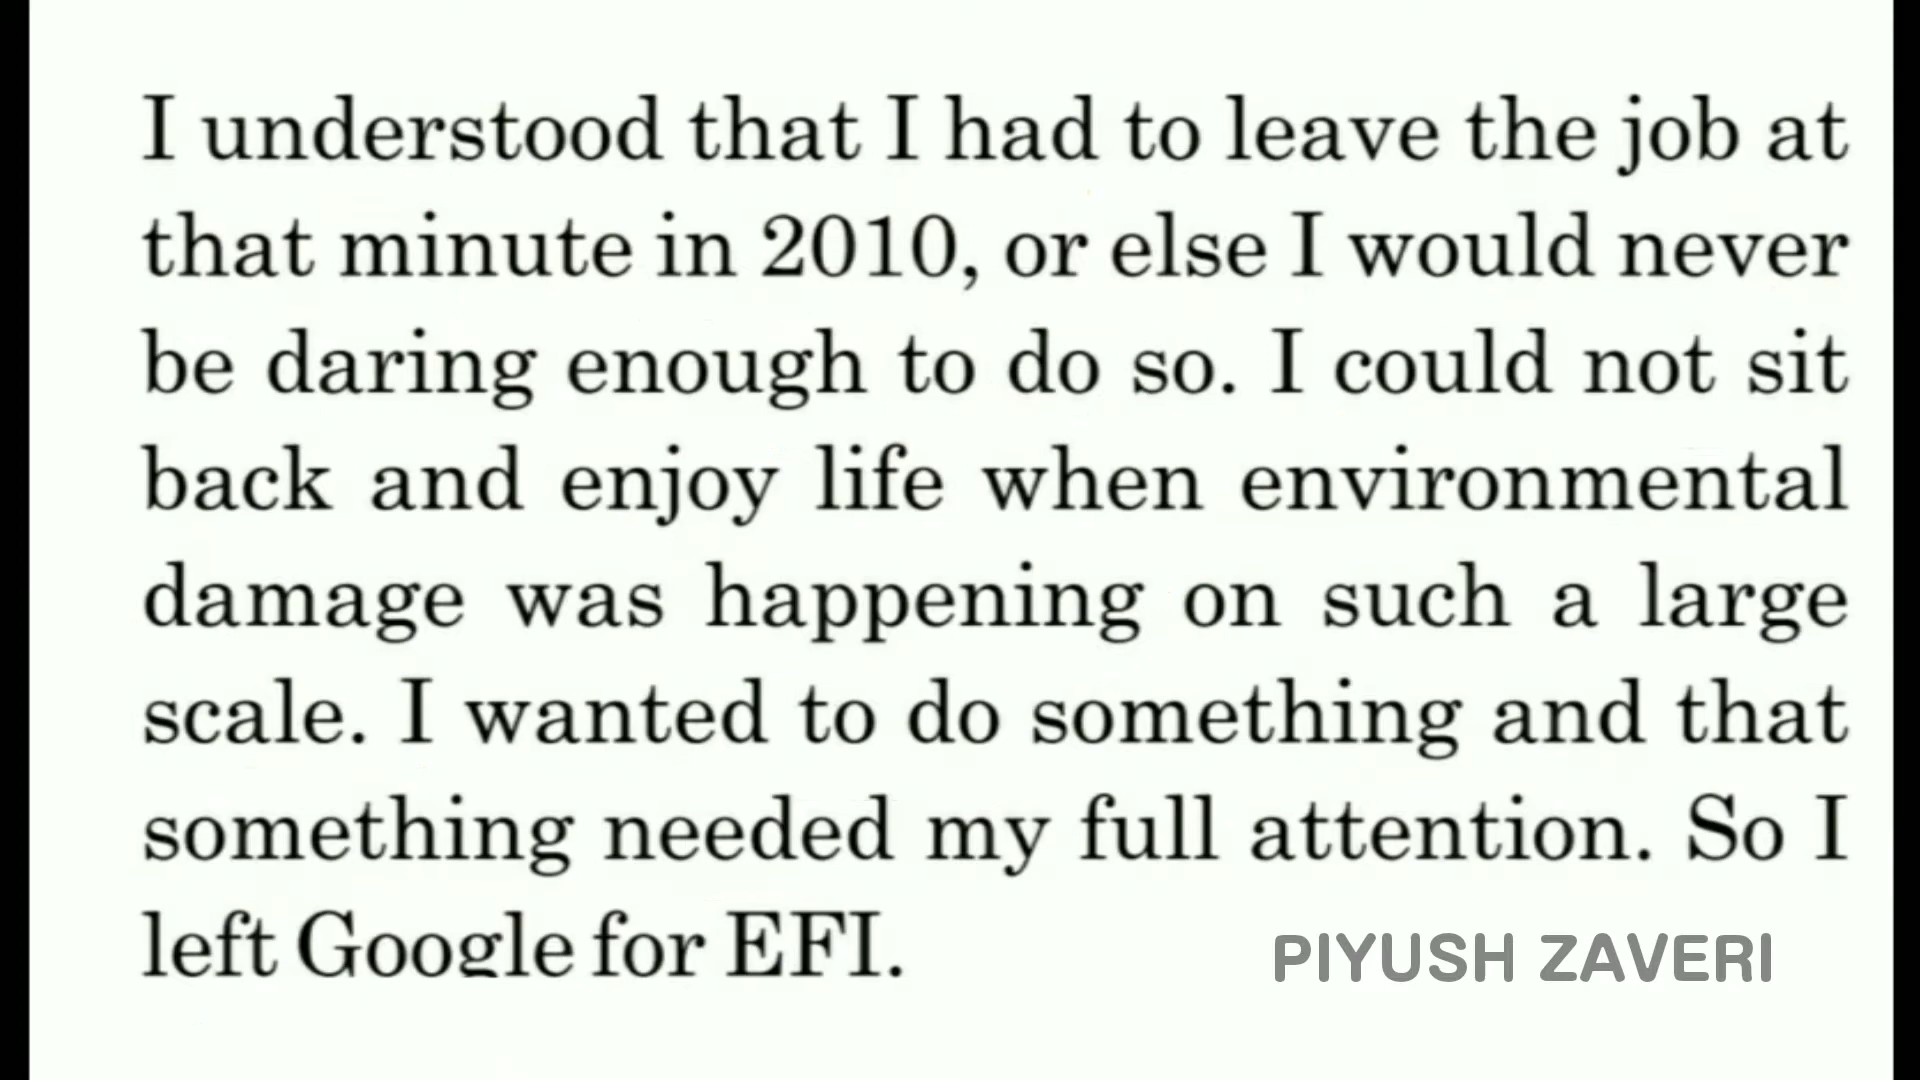 I understood that I had to leave the job at
that minute in 2010, or else I would never
be daring enough to do so. I could not sit
back and enjoy life when environmental
damage was happening on such a large
scale. I wanted to do something and that
something needed my full attention. So I
left Google for EFI.
PIYUSH ZAVERI